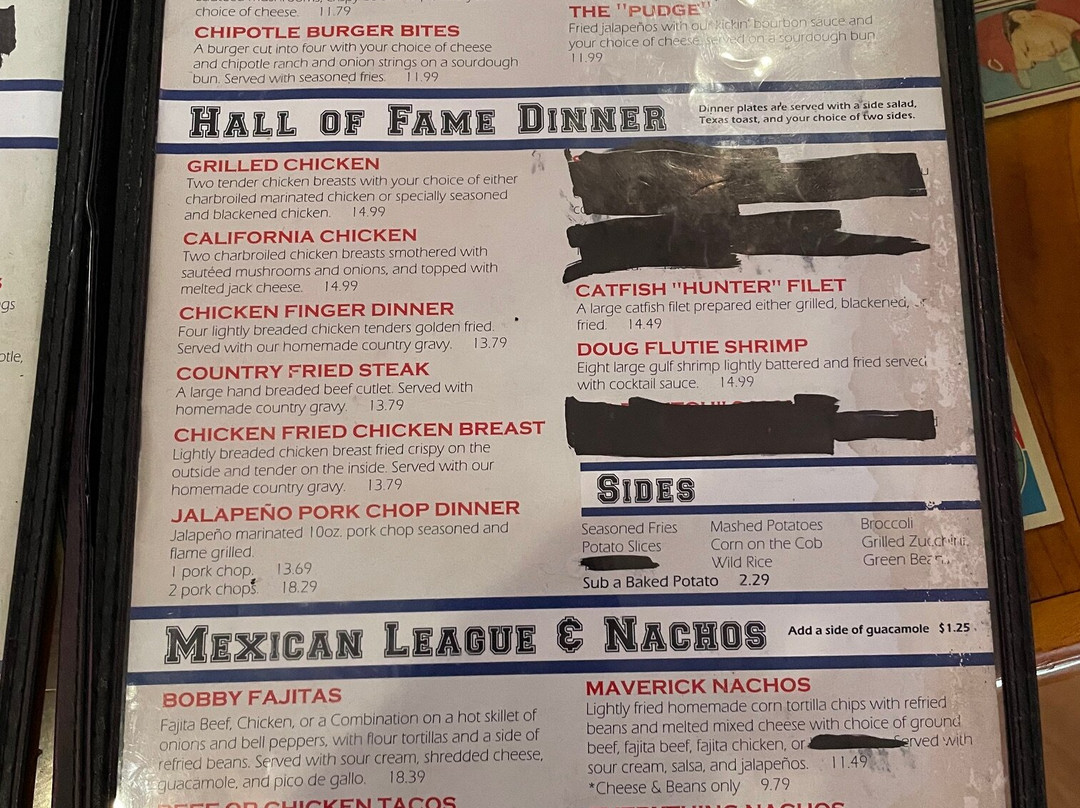 choice of cheese. 11.79
CHIPOTLE BURGER BITES
A burger cut into four with your choice of cheese
and chipotle ranch and onion strings on a sourdough
bun. Served with seasoned fries. 11.99
THE "PUDGE"
Fried jalapeños with our kickin' bourbon sauce and
your choice of cheese served on a sourdough bun.
11.99
HALL OF FAME DINNER
Dinner plates are served with a side salad,
Texas toast, and your choice of two sides.
GRILLED CHICKEN
Two tender chicken breasts with your choice of either
charbroiled marinated chicken or specially seasoned
and blackened chicken. 14.99
CALIFORNIA CHICKEN
Two charbroiled chicken breasts smothered with
sautéed mushrooms and onions, and topped with
melted jack cheese. 14.99
CHICKEN FINGER DINNER
Four lightly breaded chicken tenders golden fried.
Served with our homemade country gravy. 13.79
COUNTRY FRIED STEAK
A large hand breaded beef cutlet. Served with
homemade country gravy. 13.79
CHICKEN FRIED CHICKEN BREAST
Lightly breaded chicken breast fried crispy on the
outside and tender on the inside. Served with our
homemade country gravy. 13.79
JALAPEÑO PORK CHOP DINNER
Jalapeño marinated 10oz. pork chop seasoned and
flame grilled.
1 pork chop. 13.69
2 pork chops. 18.29
CATFISH "HUNTER" FILET
A large catfish filet prepared either grilled, blackened, or
fried. 14.49
DOUG FLUTIE SHRIMP
Eight large gulf shrimp lightly battered and fried served
with cocktail sauce. 14.99
SIDES
Seasoned Fries Mashed Potatoes Broccoli
Potato Slices Corn on the Cob Grilled Zucchini
Wild Rice Green Beans
Sub a Baked Potato 2.29
MEXICAN LEAGUE & NACHOS
Add a side of guacamole $1.25
BOBBY FAJITAS
Fajita Beef, Chicken, or a Combination on a hot skillet of
onions and bell peppers, with flour tortillas and a side of
refried beans. Served with sour cream, shredded cheese,
guacamole, and pico de gallo. 18.39
BEEF OR CHICKEN TACOS
MAVERICK NACHOS
Lightly fried homemade corn tortilla chips with refried
beans and melted mixed cheese with choice of ground
beef, fajita beef, fajita chicken, or Served with
sour cream, salsa, and jalapeños. 11.49
*Cheese & Beans only 9.79
NACHOS